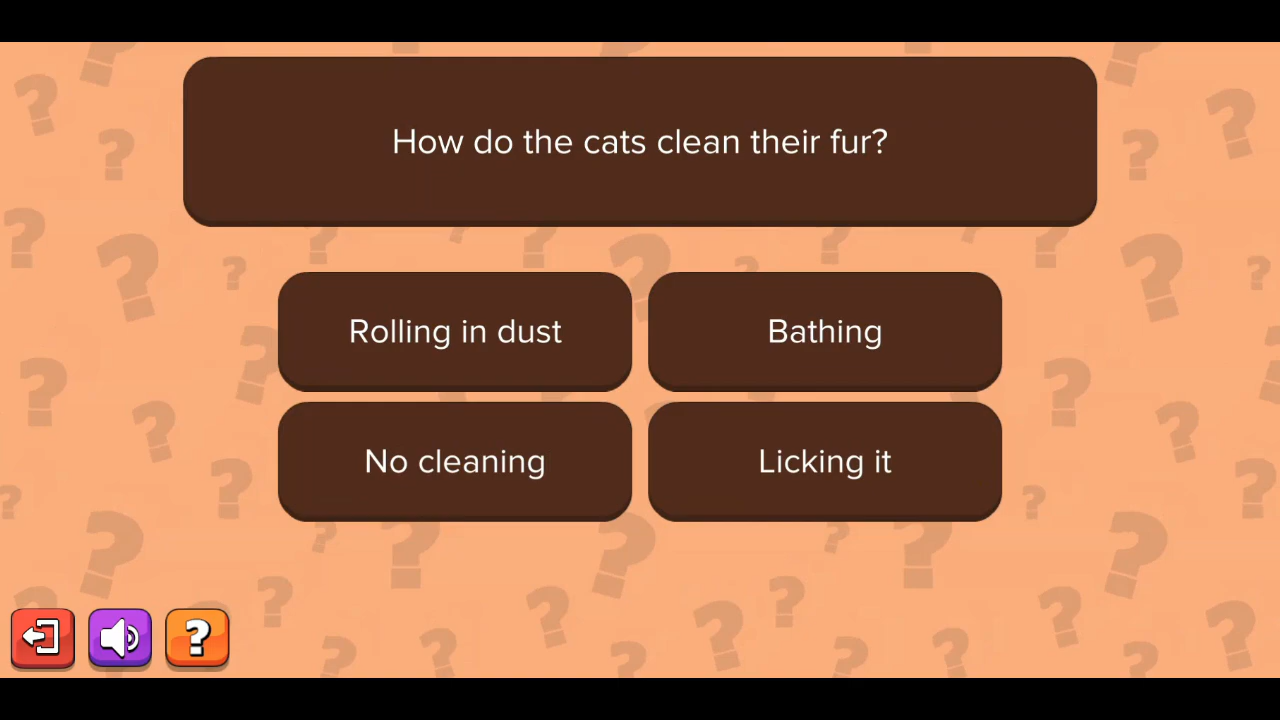 How do the cats clean their fur?
Rolling in dust
Bathing
No cleaning
Licking it